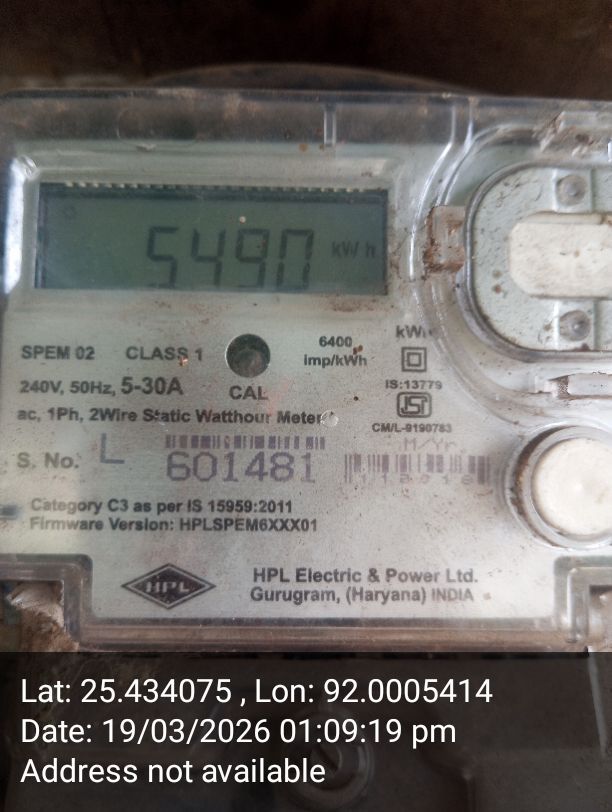 5490 kWh
SPEM 02 CLASS 1
6400 imp/kWh
240V, 50Hz, 5-30A
CAL
IS:13779
ISI
ac, 1Ph, 2Wire Static Watthour Meter
CM/L-9190783
M/Yr.
S. No. L 601481
Category C3 as per IS 15959:2011
Firmware Version: HPLSPEM6XXX01
HPL
HPL Electric & Power Ltd.
Gurugram, (Haryana) INDIA
Lat: 25.434075 , Lon: 92.0005414
Date: 19/03/2026 01:09:19 pm
Address not available